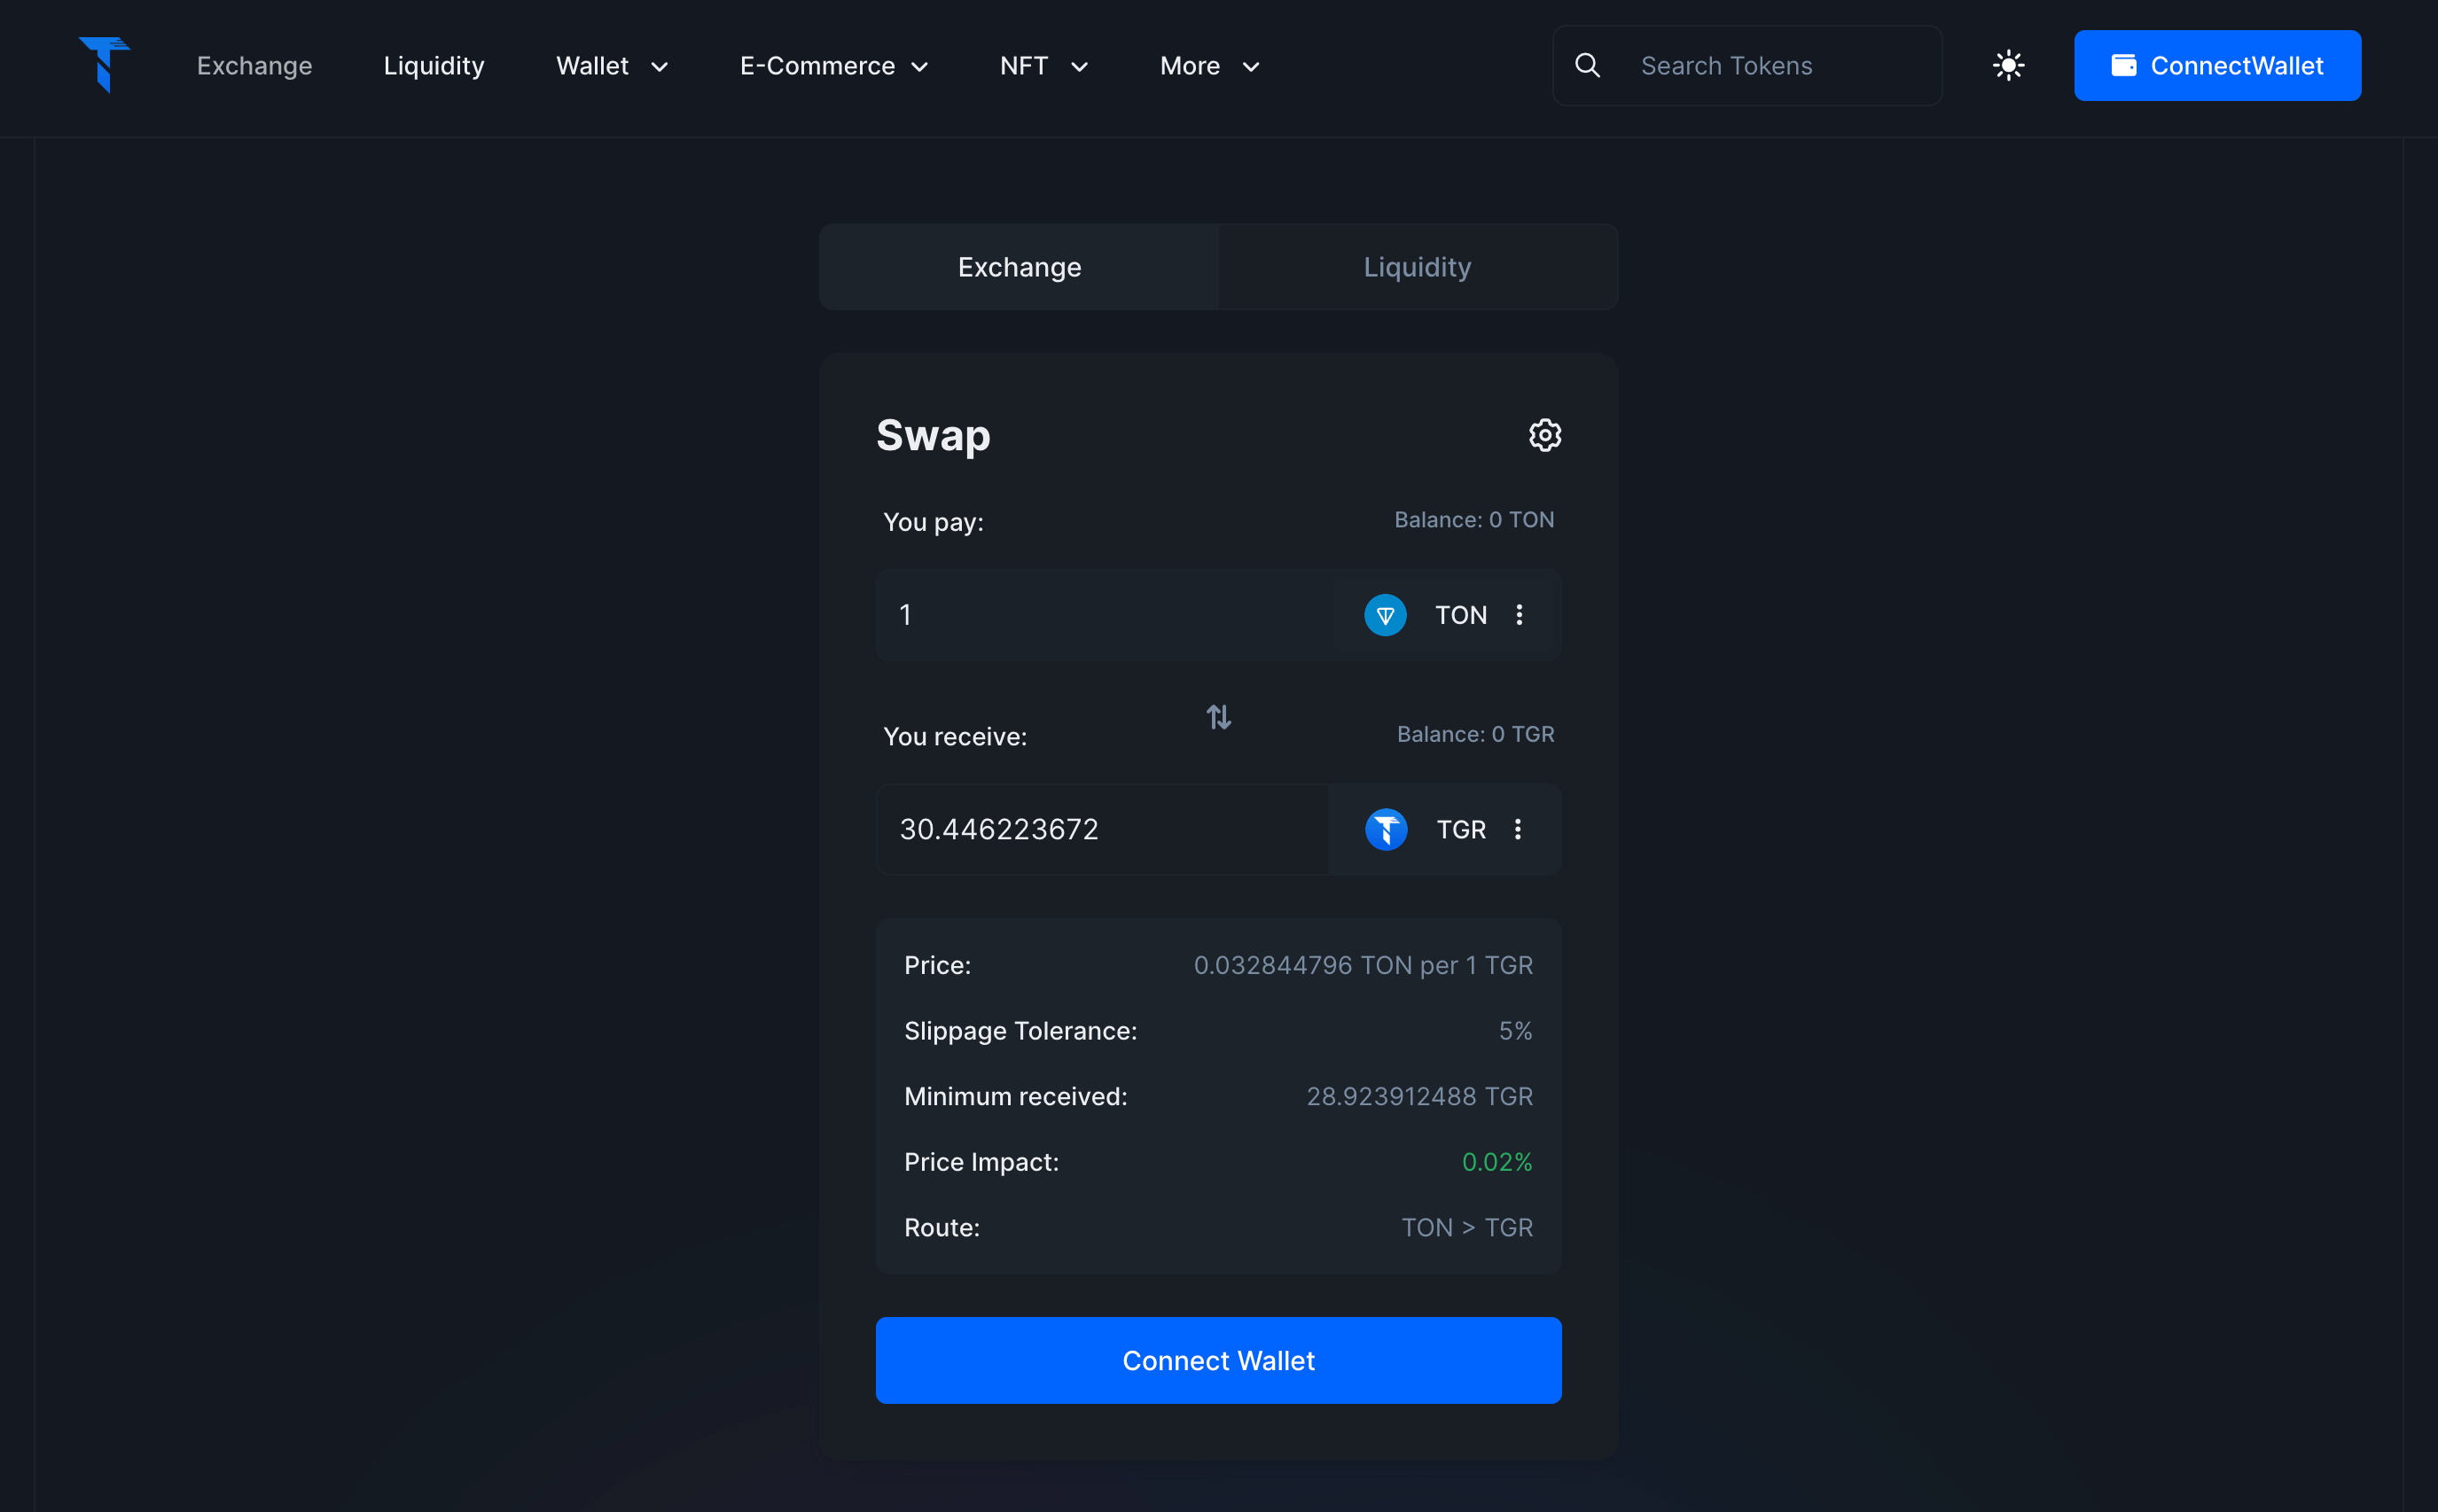 Exchange Liquidity Wallet E-Commerce NFT More Search Tokens ConnectWallet
Exchange Liquidity
Swap
You pay: Balance: 0 TON
1 TON
You receive: Balance: 0 TGR
30.446223672 TGR
Price: 0.032844796 TON per 1 TGR
Slippage Tolerance: 5%
Minimum received: 28.923912488 TGR
Price Impact: 0.02%
Route: TON > TGR
Connect Wallet